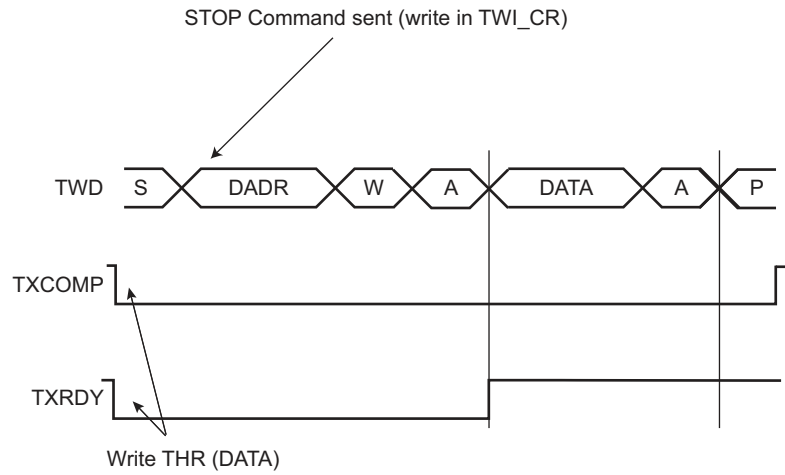 STOP Command sent (write in TWI_CR)
TWD S DADR W A DATA A P
TXCOMP
TXRDY
Write THR (DATA)